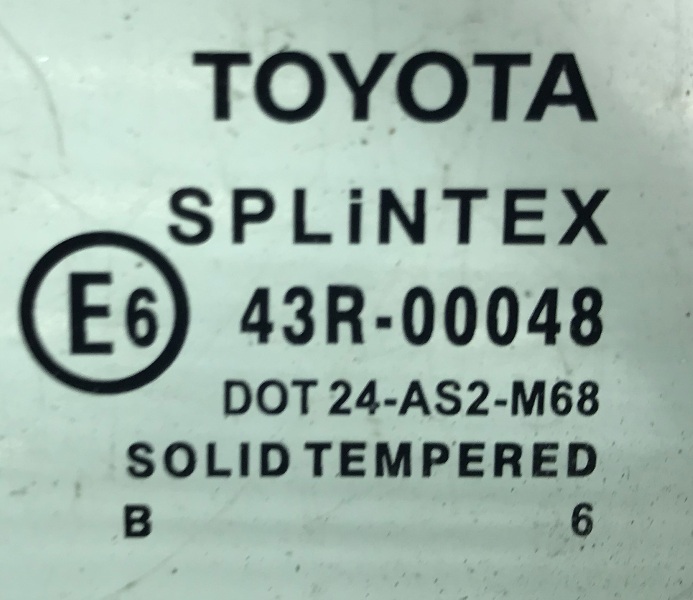 TOYOTA
SPLiNTEX
E6 43R-00048
DOT 24-AS2-M68
SOLID TEMPERED
B 6